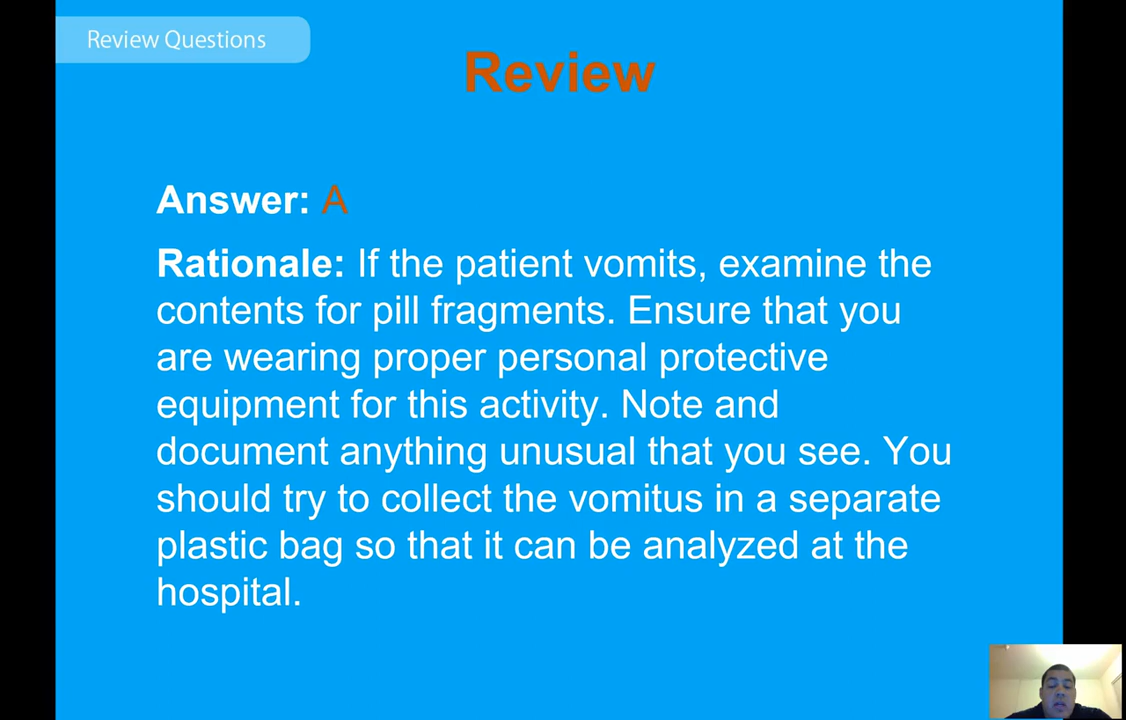 Review Questions
Review
Answer: A
Rationale: If the patient vomits, examine the
contents for pill fragments. Ensure that you
are wearing proper personal protective
equipment for this activity. Note and
document anything unusual that you see. You
should try to collect the vomitus in a separate
plastic bag so that it can be analyzed at the
hospital.